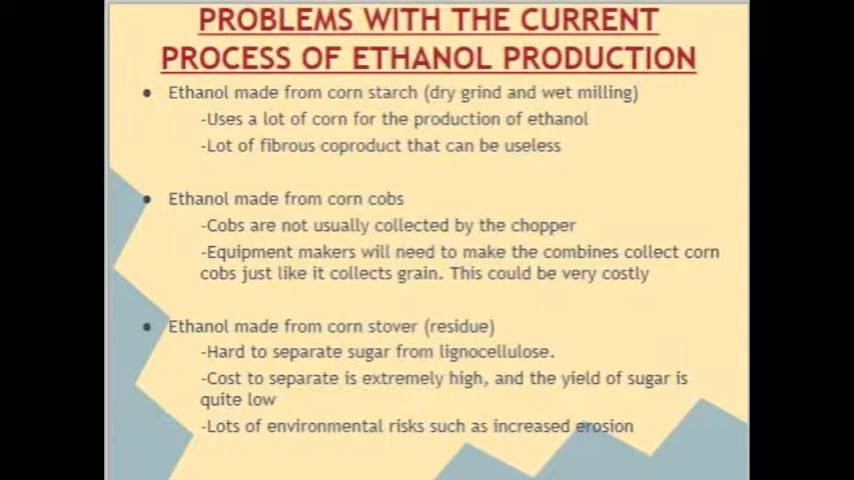 PROBLEMS WITH THE CURRENT
PROCESS OF ETHANOL PRODUCTION
● Ethanol made from corn starch (dry grind and wet milling)
-Uses a lot of corn for the production of ethanol
-Lot of fibrous coproduct that can be useless
● Ethanol made from corn cobs
-Cobs are not usually collected by the chopper
-Equipment makers will need to make the combines collect corn
cobs just like it collects grain. This could be very costly
● Ethanol made from corn stover (residue)
-Hard to separate sugar from lignocellulose.
-Cost to separate is extremely high, and the yield of sugar is
quite low
-Lots of environmental risks such as increased erosion